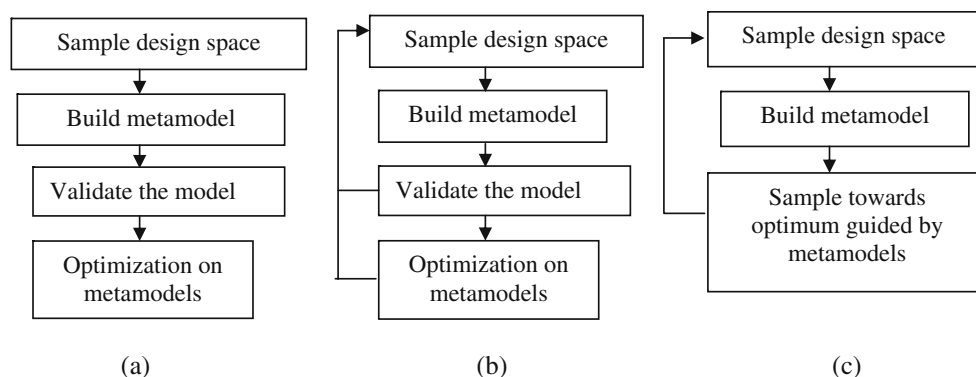 Sample design space
Build metamodel
Validate the model
Optimization on
metamodels
(a)
Sample design space
Build metamodel
Validate the model
Optimization on
metamodels
(b)
Sample design space
Build metamodel
Sample towards
optimum guided by
metamodels
(c)